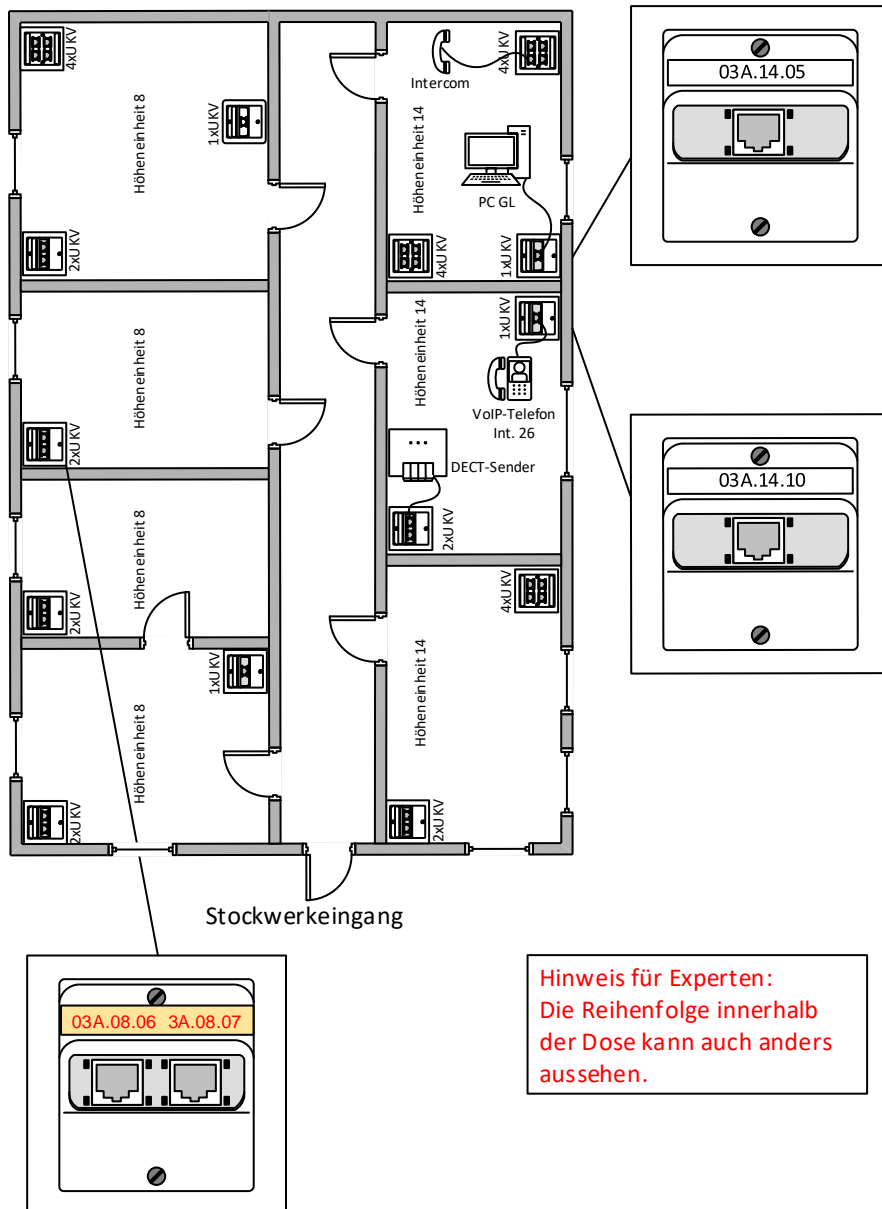 4xU KV
Höheneinheit 8
1xU KV
2xU KV
Intercom
4xU KV
Höheneinheit 14
PC GL
4xU KV
1xU KV
03A.14.05
Höheneinheit 8
2xU KV
Höheneinheit 14
1xU KV
VoIP-Telefon
Int. 26
DECT-Sender
2xU KV
03A.14.10
Höheneinheit 8
2xU KV
4xU KV
Höheneinheit 14
2xU KV
1xU KV
Höheneinheit 8
2xU KV
Stockwerkeingang
03A.08.06 3A.08.07
Hinweis für Experten:
Die Reihenfolge innerhalb
der Dose kann auch anders
aussehen.